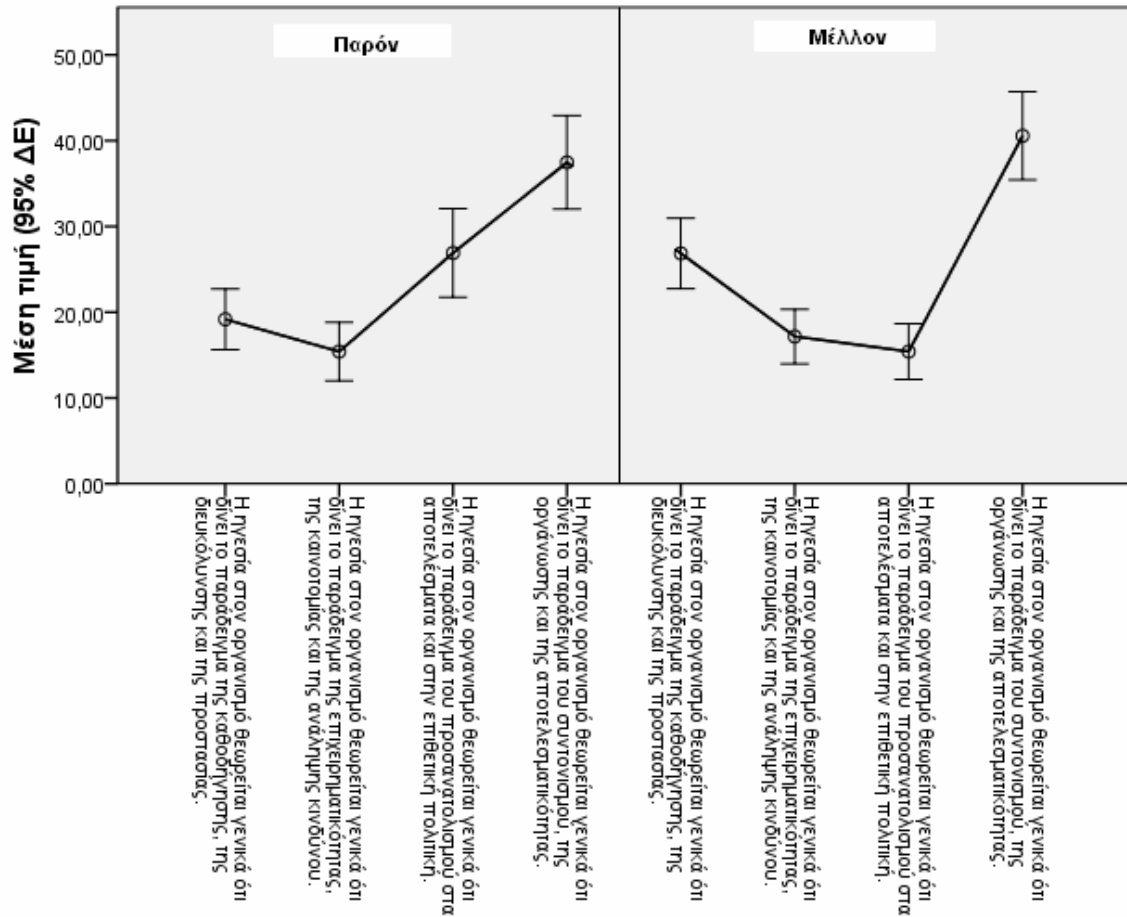 Παρόν
Μέλλον
Μέση τιμή (95% ΔΕ)
50,00
40,00
30,00
20,00
10,00
0,00
Η ηγεσία στον οργανισμό θεωρείται γενικά ότι
δίνει το παράδειγμα της καθοδήγησης, της
διευκόλυνσης και της προστασίας.
Η ηγεσία στον οργανισμό θεωρείται γενικά ότι
δίνει το παράδειγμα της επιχειρηματικότητας,
της καινοτομίας και της ανάληψης κινδύνου.
Η ηγεσία στον οργανισμό θεωρείται γενικά ότι
δίνει το παράδειγμα του προσανατολισμού στα
αποτελέσματα και στην επιθετική πολιτική.
Η ηγεσία στον οργανισμό θεωρείται γενικά ότι
δίνει το παράδειγμα του συντονισμού, της
οργάνωσης και της αποτελεσματικότητας.
Η ηγεσία στον οργανισμό θεωρείται γενικά ότι
δίνει το παράδειγμα της καθοδήγησης, της
διευκόλυνσης και της προστασίας.
Η ηγεσία στον οργανισμό θεωρείται γενικά ότι
δίνει το παράδειγμα της επιχειρηματικότητας,
της καινοτομίας και της ανάληψης κινδύνου.
Η ηγεσία στον οργανισμό θεωρείται γενικά ότι
δίνει το παράδειγμα του προσανατολισμού στα
αποτελέσματα και στην επιθετική πολιτική.
Η ηγεσία στον οργανισμό θεωρείται γενικά ότι
δίνει το παράδειγμα του συντονισμού, της
οργάνωσης και της αποτελεσματικότητας.